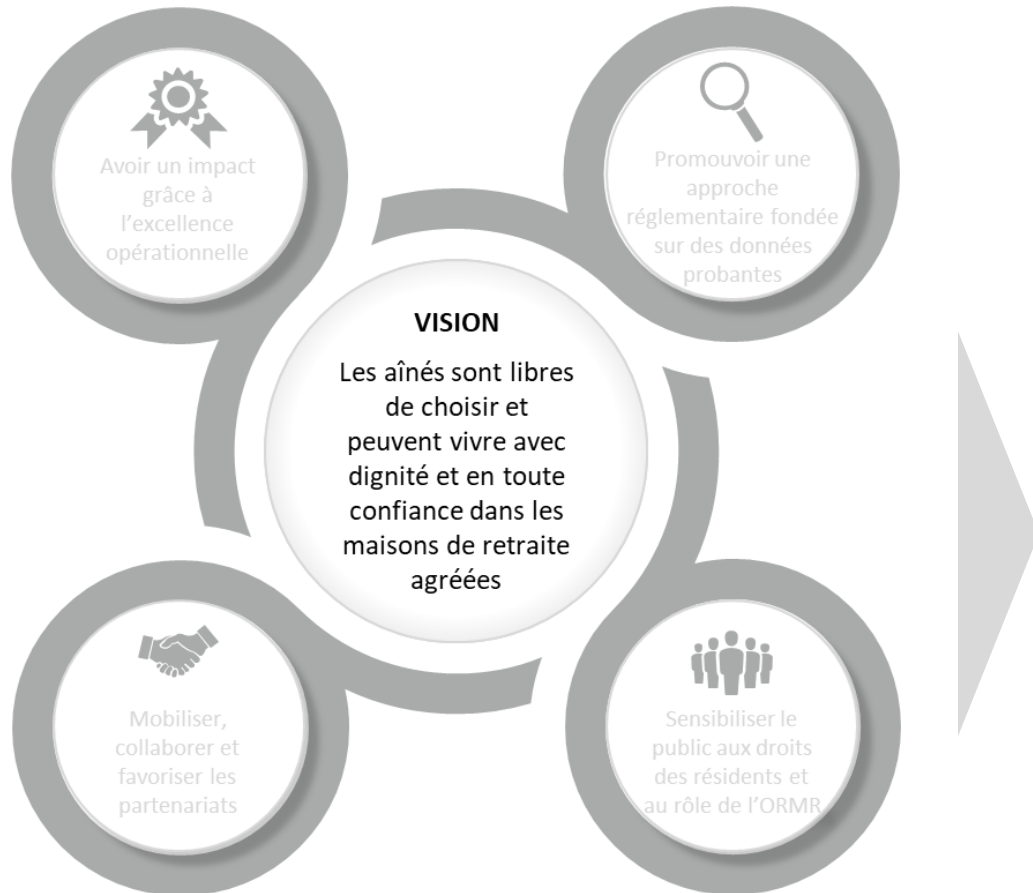 Avoir un impact
grâce à
l’excellence
opérationnelle
Promouvoir une
approche
réglementaire fondée
sur des données
probantes
VISION
Les aînés sont libres
de choisir et
peuvent vivre avec
dignité et en toute
confiance dans les
maisons de retraite
agréées
Mobiliser,
collaborer et
favoriser les
partenariats
Sensibiliser le
public aux droits
des résidents et
au rôle de l’ORMR